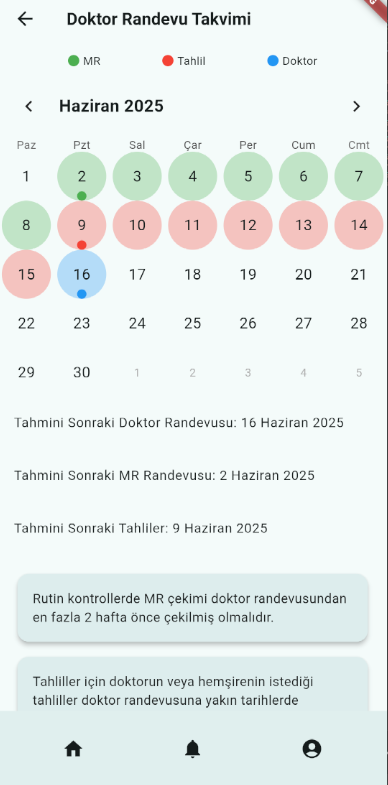 Doktor Randevu Takvimi
MR Tahlil Doktor
Haziran 2025
Paz Pzt Sal Çar Per Cum Cmt
1 2 3 4 5 6 7
8 9 10 11 12 13 14
15 16 17 18 19 20 21
22 23 24 25 26 27 28
29 30 1 2 3 4 5
Tahmini Sonraki Doktor Randevusu: 16 Haziran 2025
Tahmini Sonraki MR Randevusu: 2 Haziran 2025
Tahmini Sonraki Tahliler: 9 Haziran 2025
Rutin kontrollerde MR çekimi doktor randevusundan
en fazla 2 hafta önce çekilmiş olmalıdır.
Tahliller için doktorun veya hemşirenin istediği
tahliller doktor randevusuna yakın tarihlerde